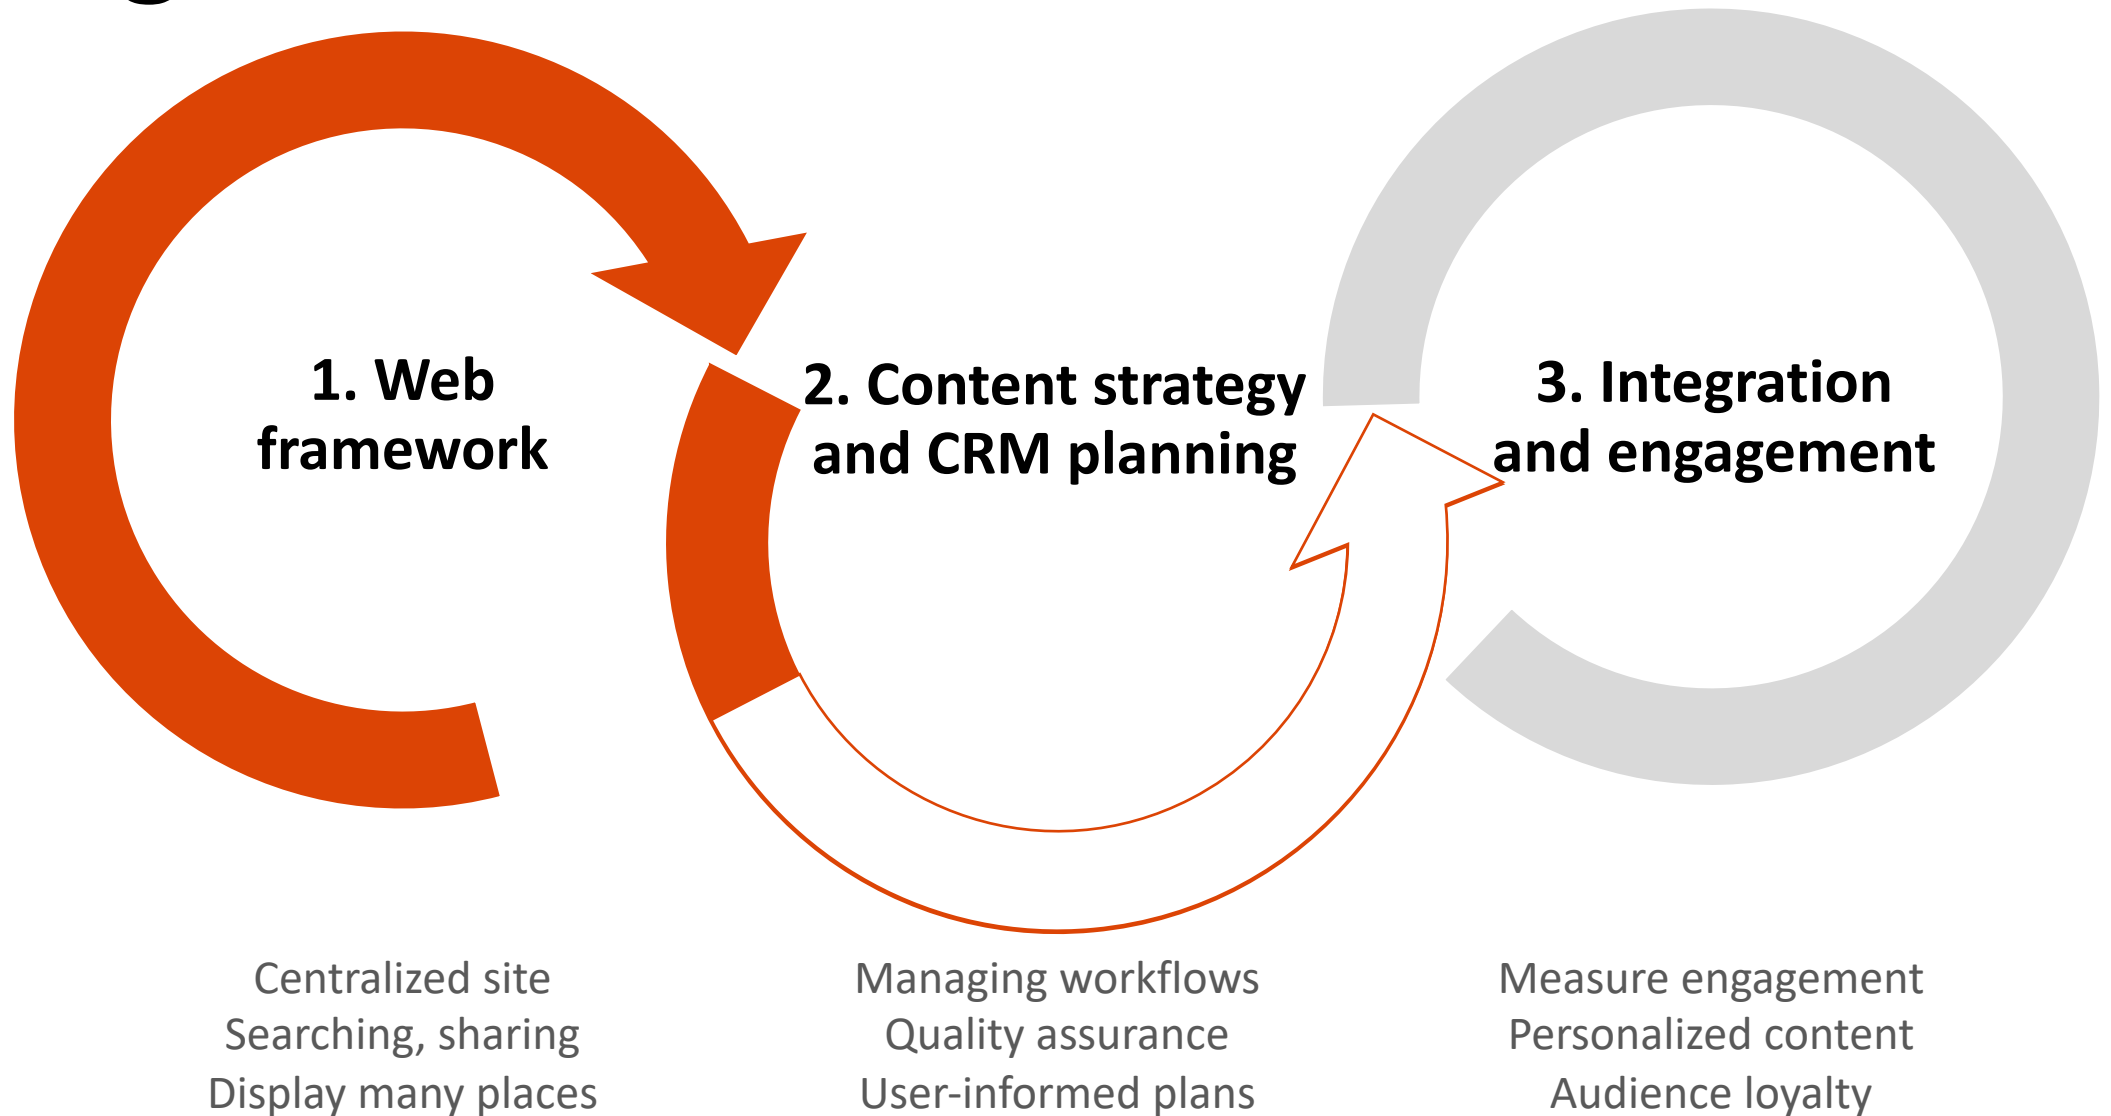 1. Web
framework
2. Content strategy
and CRM planning
3. Integration
and engagement
Centralized site
Searching, sharing
Display many places
Managing workflows
Quality assurance
User-informed plans
Measure engagement
Personalized content
Audience loyalty